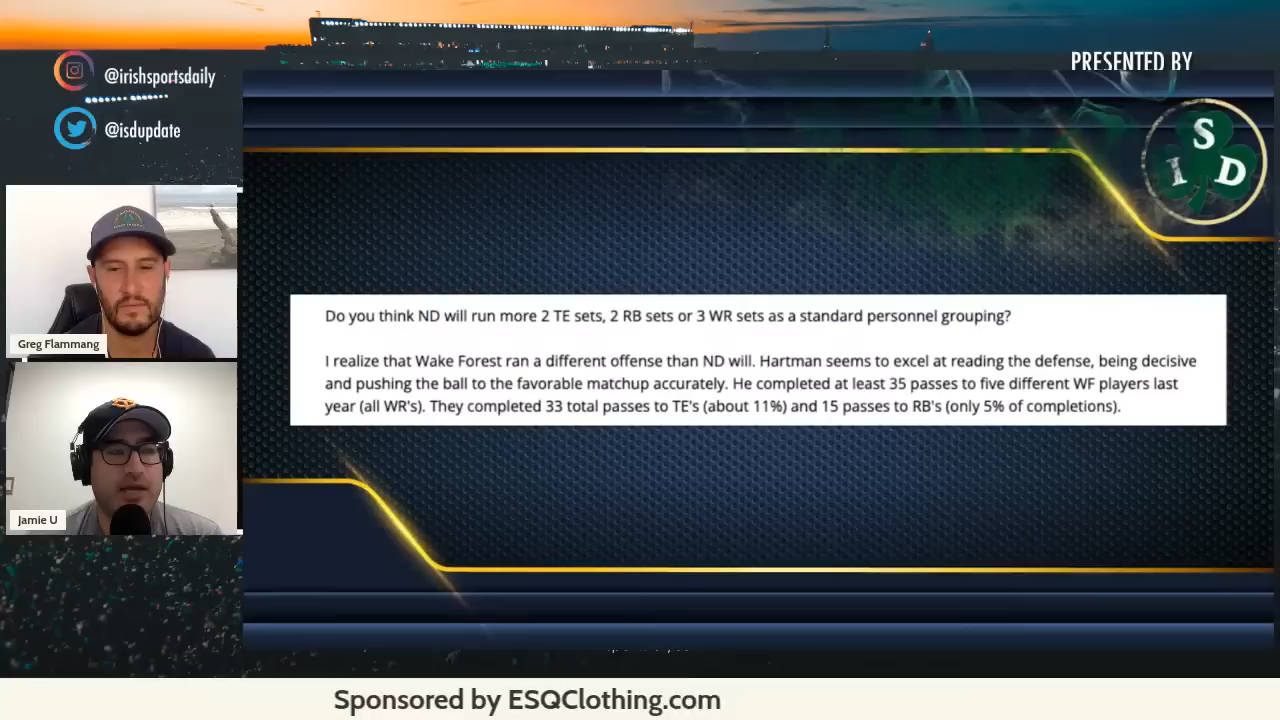 @irishsportsdaily
@isdupdate
PRESENTED BY
I S D
Greg Flammang
Jamie U
Do you think ND will run more 2 TE sets, 2 RB sets or 3 WR sets as a standard personnel grouping?
I realize that Wake Forest ran a different offense than ND will. Hartman seems to excel at reading the defense, being decisive
and pushing the ball to the favorable matchup accurately. He completed at least 35 passes to five different WF players last
year (all WR's). They completed 33 total passes to TE's (about 11%) and 15 passes to RB's (only 5% of completions).
Sponsored by ESQClothing.com